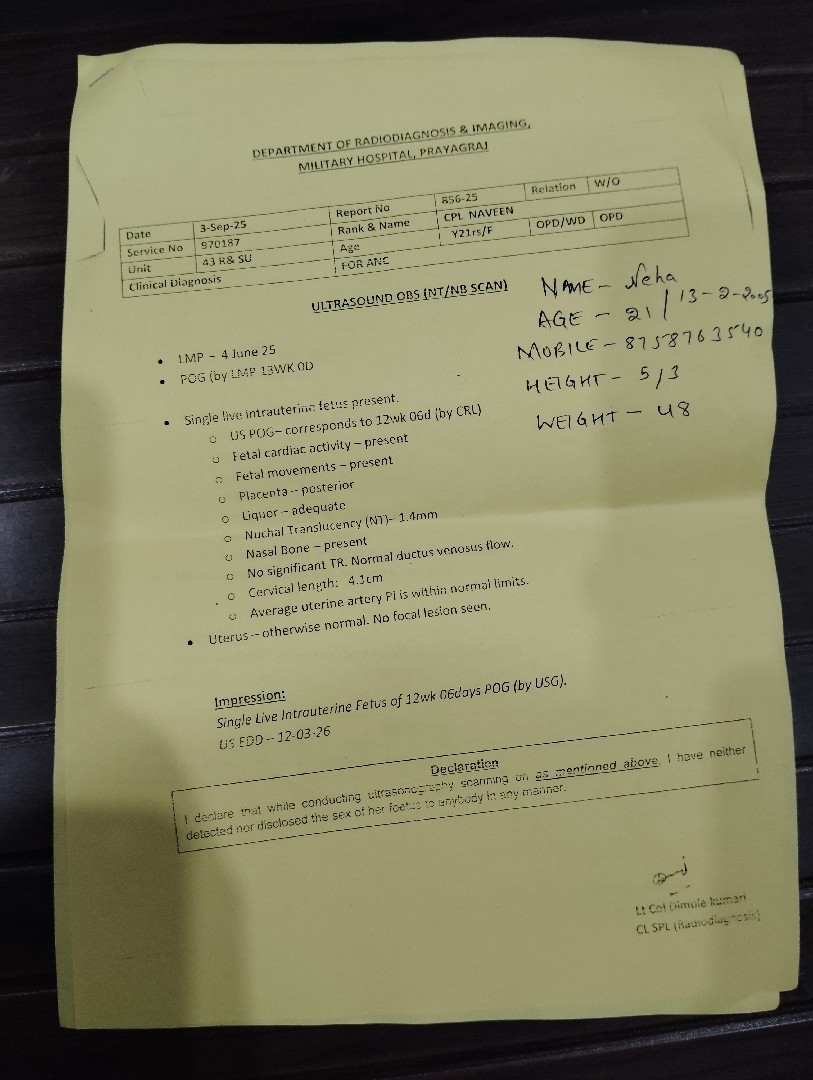 DEPARTMENT OF RADIODIAGNOSIS & IMAGING,
MILITARY HOSPITAL, PRAYAGRAJ
Date 3-Sep-25 Report No 856-25 Relation W/O
Service No 970187 Rank & Name CPL NAVEEN
Unit 43 R& SU Age Y21rs/F OPD/WD OPD
Clinical Diagnosis FOR ANC
ULTRASOUND OBS (NT/NB SCAN)
NAME - Neha
AGE - 21 / 13-2-2005
MOBILE - 8758763540
HEIGHT - 5/3
WEIGHT - 48
• LMP – 4 June 25
• POG (by LMP 13WK 0D
• Single live intrauterine fetus present.
o US POG– corresponds to 12wk 06d (by CRL)
o Fetal cardiac activity – present
o Fetal movements – present
o Placenta -- posterior
o Liquor – adequate
o Nuchal Translucency (NT)– 1.4mm
o Nasal Bone – present
o No significant TR. Normal ductus venosus flow.
o Cervical length: 4.1cm
o Average uterine artery PI is within normal limits.
• Uterus -- otherwise normal. No focal lesion seen.
Impression:
Single Live Intrauterine Fetus of 12wk 06days POG (by USG).
US EDD -- 12-03-26
Declaration
I declare that while conducting ultrasonography scanning on as mentioned above, I have neither
detected nor disclosed the sex of her foetus to anybody in any manner.
Lt Col Dimple kumari
CL SPL (Radiodiagnosis)